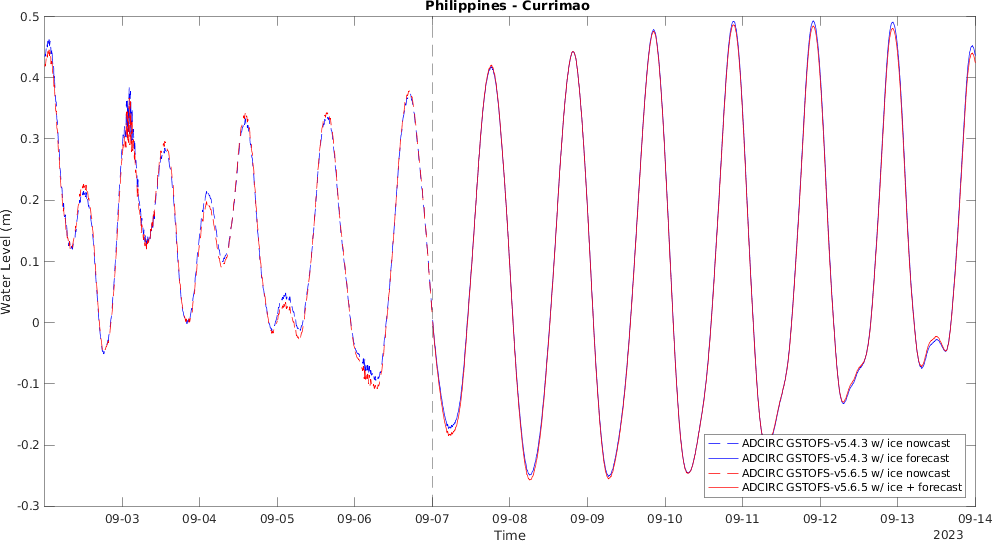 Philippines - Currimao
0.5
0.4
0.3
0.2
0.1
0
-0.1
-0.2
-0.3
Water Level (m)
ADCIRC GSTOFS-v5.4.3 w/ ice nowcast
ADCIRC GSTOFS-v5.4.3 w/ ice forecast
ADCIRC GSTOFS-v5.6.5 w/ ice nowcast
ADCIRC GSTOFS-v5.6.5 w/ ice + forecast
09-03 09-04 09-05 09-06 09-07 09-08 09-09 09-10 09-11 09-12 09-13 09-14
Time
2023